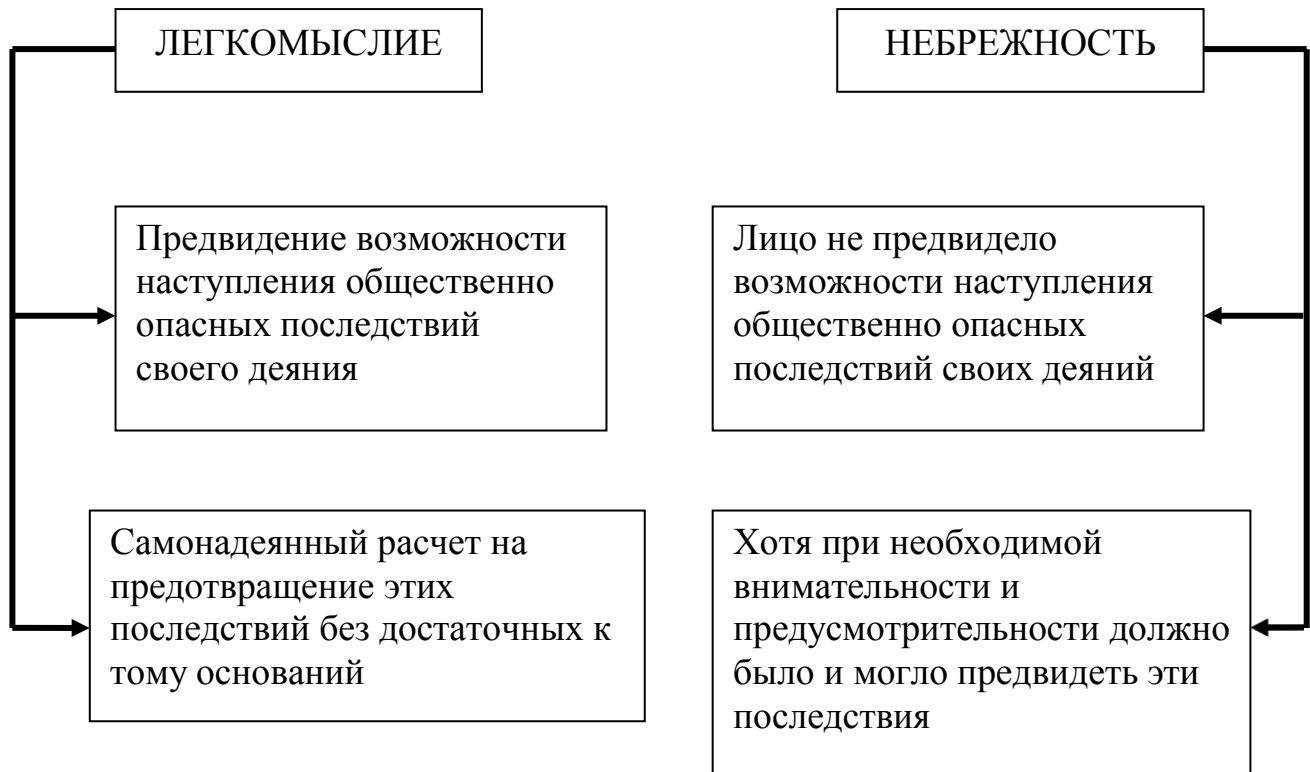 ЛЕГКОМЫСЛИЕ
НЕБРЕЖНОСТЬ
Предвидение возможности
наступления общественно
опасных последствий
своего деяния
Лицо не предвидело
возможности наступления
общественно опасных
последствий своих деяний
Самонадеянный расчет на
предотвращение этих
последствий без достаточных к
тому оснований
Хотя при необходимой
внимательности и
предусмотрительности должно
было и могло предвидеть эти
последствия